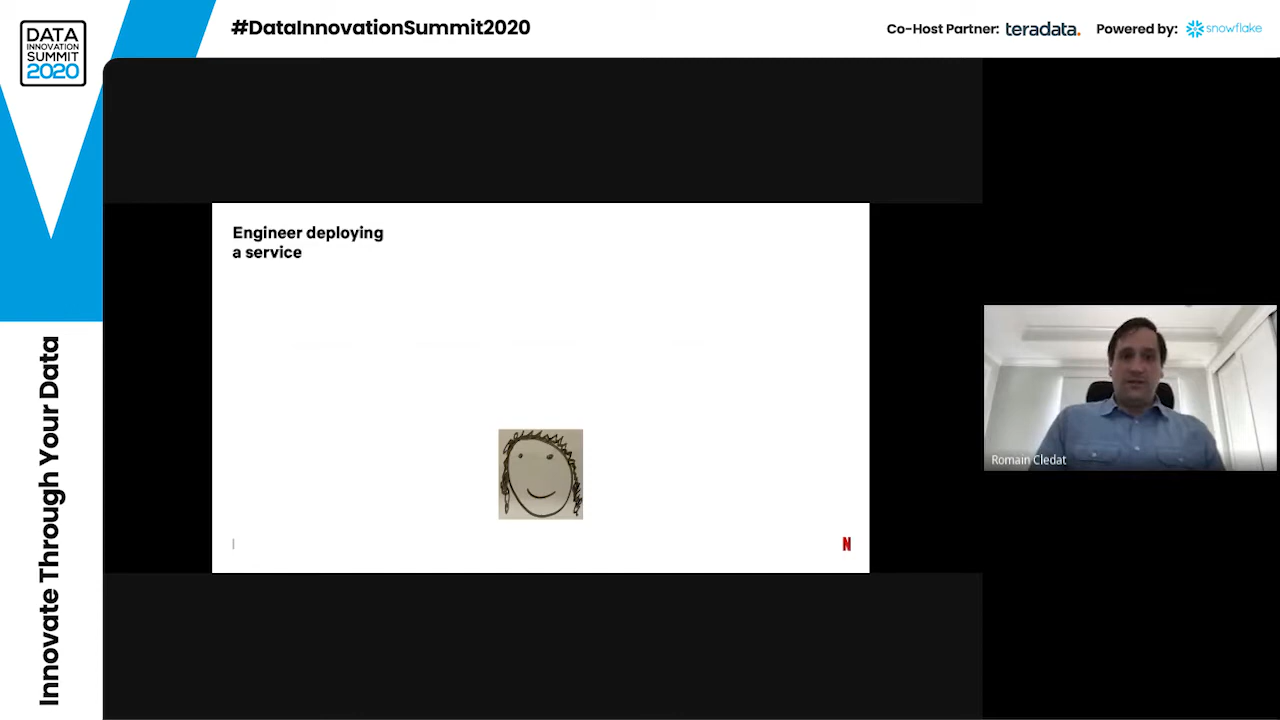 DATA
INNOVATION
SUMMIT
2020
#DataInnovationSummit2020
Co-Host Partner: teradata.
Powered by: snowflake
Innovate Through Your Data
Engineer deploying
a service
N
Romain Cledat